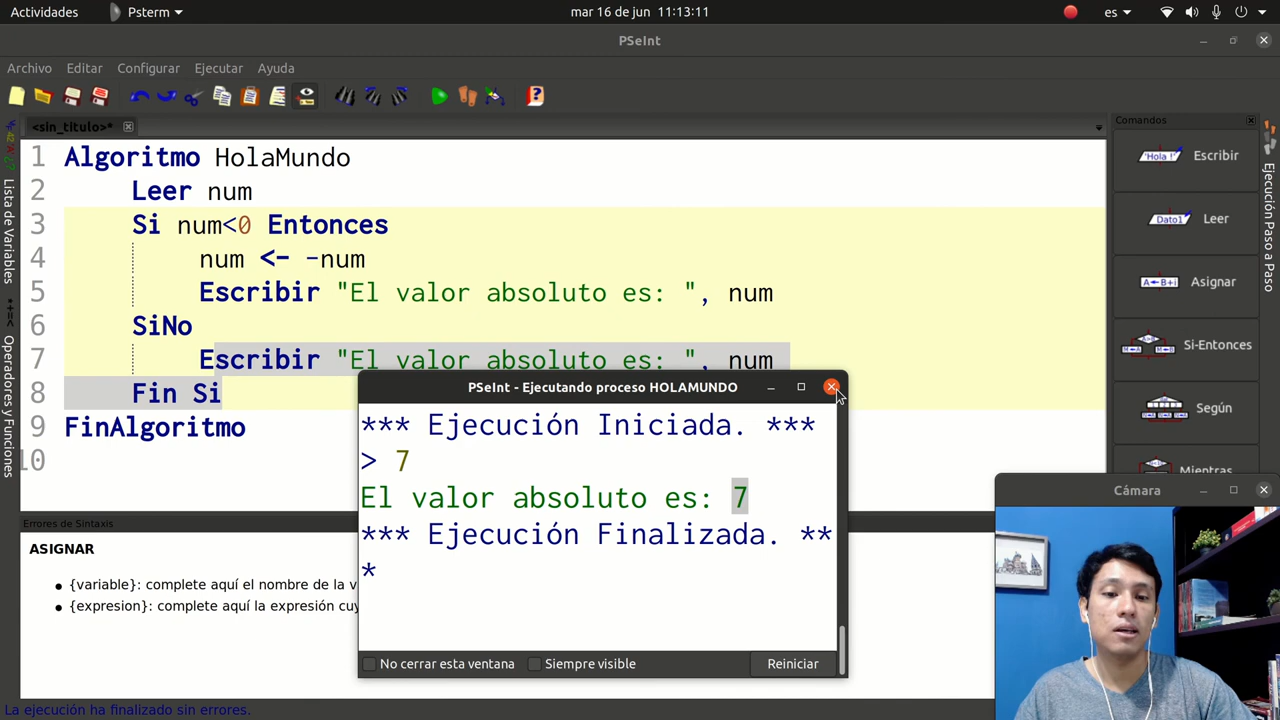 Actividades
Psterm
mar 16 de jun 11:13:11
es
PSeInt
Archivo Editar Configurar Ejecutar Ayuda
<sin_titulo>*
Lista de Variables
Operadores y Funciones
1 Algoritmo HolaMundo
2 Leer num
3 Si num<0 Entonces
4 num <- -num
5 Escribir "El valor absoluto es: ", num
6 SiNo
7 Escribir "El valor absoluto es: ", num
8 Fin Si
9 FinAlgoritmo
10
Comandos
'Hola !' Escribir
Dato1 Leer
A←B+i Asignar
Si-Entonces
Según
Mientras
Ejecución Paso a Paso
PSeInt - Ejecutando proceso HOLAMUNDO
*** Ejecución Iniciada. ***
> 7
El valor absoluto es: 7
*** Ejecución Finalizada. **
*
No cerrar esta ventana
Siempre visible
Reiniciar
Errores de Sintaxis
ASIGNAR
{variable}: complete aquí el nombre de la v
{expresion}: complete aquí la expresión cuy
La ejecución ha finalizado sin errores.
Cámara